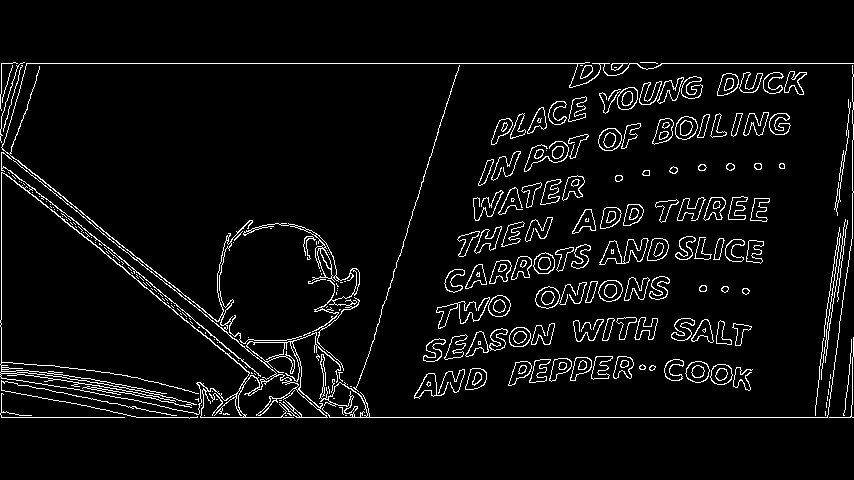 PLACE YOUNG DUCK
IN POT OF BOILING
WATER . . . . . . .
THEN ADD THREE
CARROTS AND SLICE
TWO ONIONS . . .
SEASON WITH SALT
AND PEPPER .. COOK